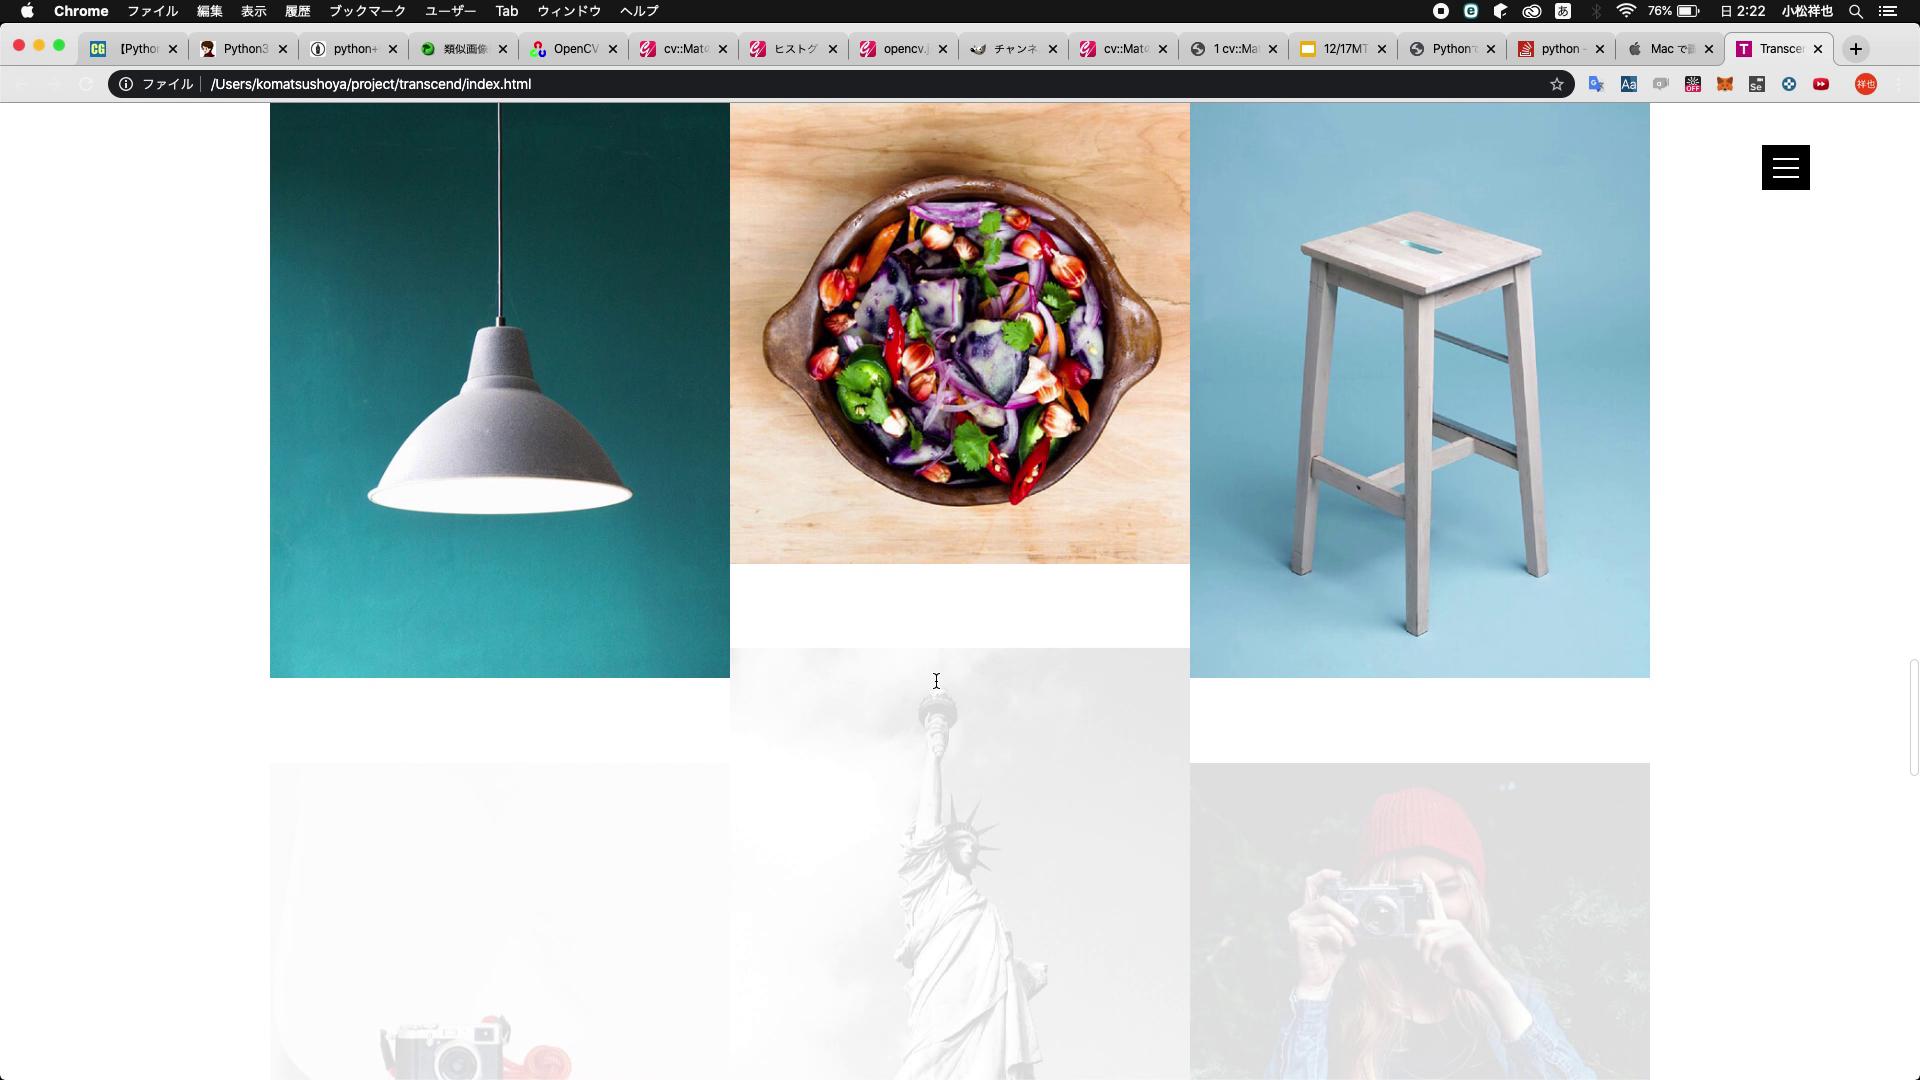 Chrome ファイル 編集 表示 履歴 ブックマーク ユーザー Tab ウィンドウ ヘルプ 76% 日 2:22 小松祥也
【Pytho Python3 python+ 類似画像 OpenCV cv::Mat ヒストグ opencv. チャンネ cv::Mat 1 cv::Ma 12/17MT Python python - Mac で Transce
ファイル /Users/komatsushoya/project/transcend/index.html 祥也